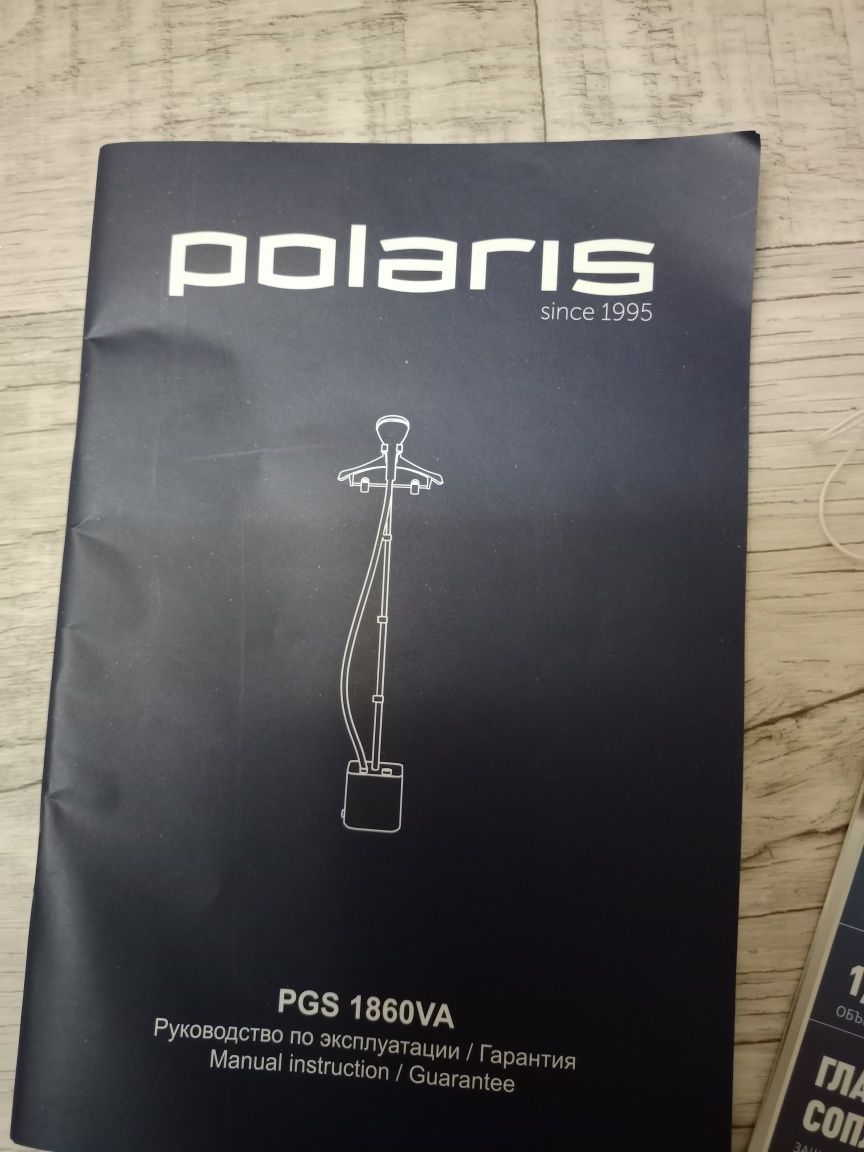 polaris
since 1995
PGS 1860VA
Руководство по эксплуатации / Гарантия
Manual instruction / Guarantee